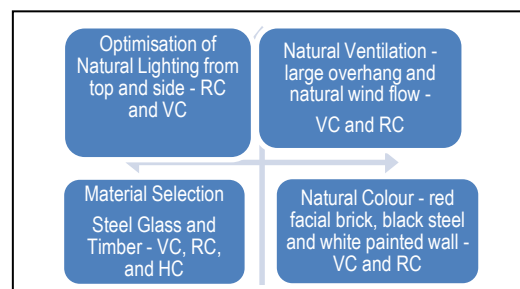 Optimisation of
Natural Lighting from
top and side - RC
and VC
Natural Ventilation -
large overhang and
natural wind flow -
VC and RC
Material Selection
Steel Glass and
Timber - VC, RC,
and HC
Natural Colour - red
facial brick, black steel
and white painted wall -
VC and RC